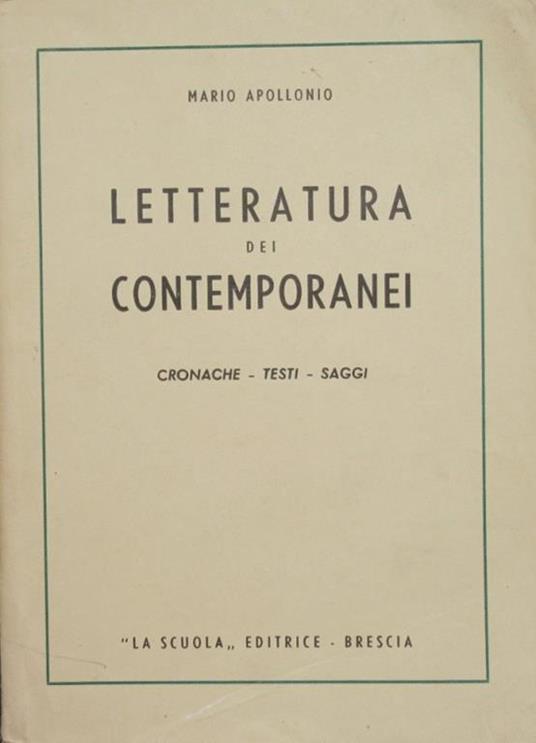 MARIO APOLLONIO
LETTERATURA
DEI
CONTEMPORANEI
CRONACHE - TESTI - SAGGI
"LA SCUOLA„ EDITRICE - BRESCIA